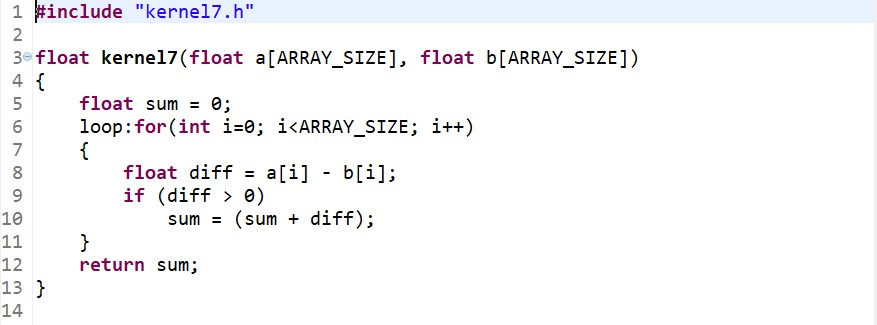 1 #include "kernel7.h"
2
3 float kernel7(float a[ARRAY_SIZE], float b[ARRAY_SIZE])
4 {
5     float sum = 0;
6     loop:for(int i=0; i<ARRAY_SIZE; i++)
7     {
8         float diff = a[i] - b[i];
9         if (diff > 0)
10             sum = (sum + diff);
11     }
12     return sum;
13 }
14